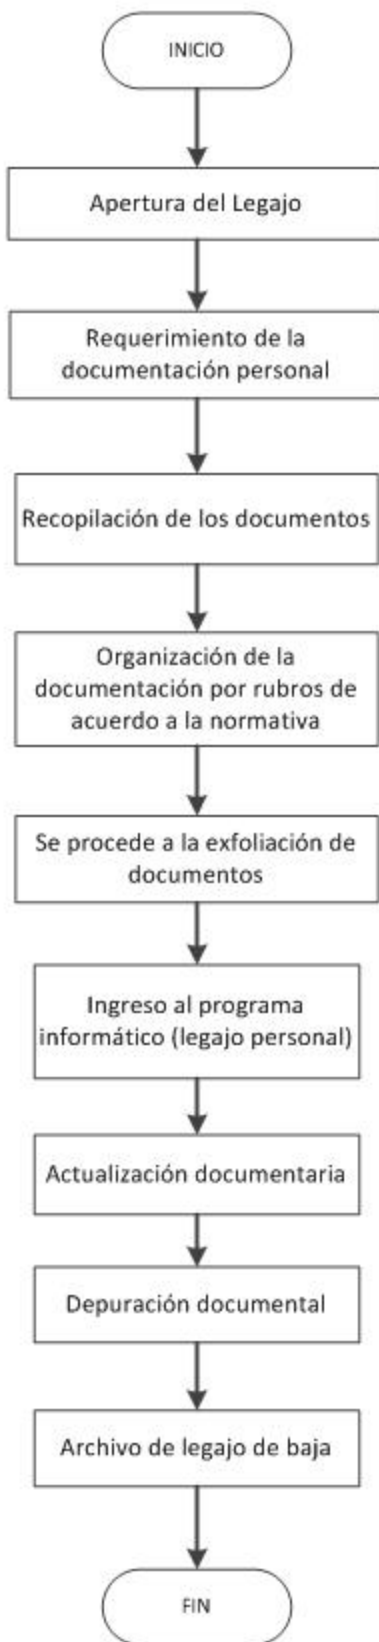 INICIO
Apertura del Legajo
Requerimiento de la
documentación personal
Recopilación de los documentos
Organización de la
documentación por rubros de
acuerdo a la normativa
Se procede a la exfoliación de
documentos
Ingreso al programa
informático (legajo personal)
Actualización documentaria
Depuración documental
Archivo de legajo de baja
FIN